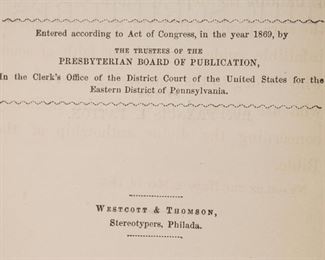 Entered according to Act of Congress, in the year 1869, by
THE TRUSTEES OF THE
PRESBYTERIAN BOARD OF PUBLICATION,
In the Clerk's Office of the District Court of the United States for the
Eastern District of Pennsylvania.
WESTCOTT & THOMSON,
Stereotypers, Philada.